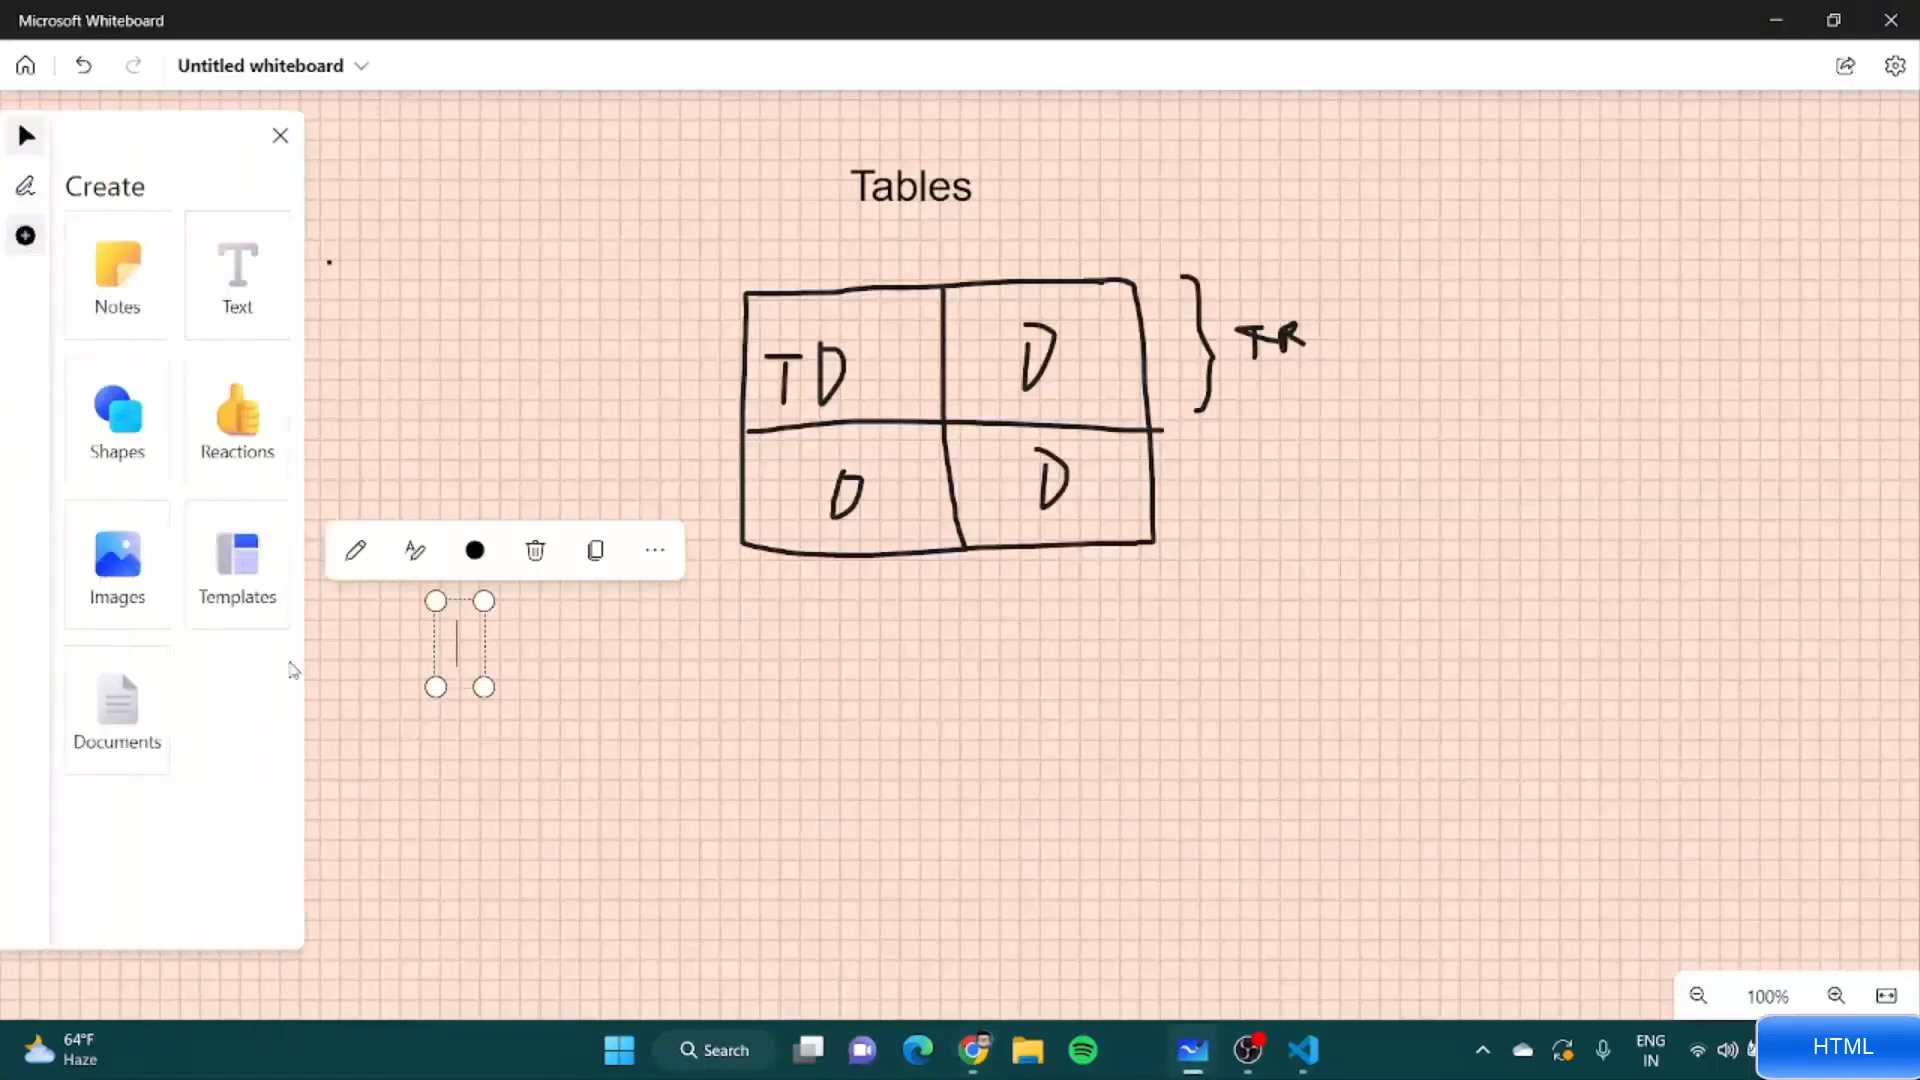 Microsoft Whiteboard
Untitled whiteboard
Create
Notes
Text
Shapes
Reactions
Images
Templates
Documents
Tables
TD
D
TR
D
D
100%
64°F
Haze
Search
ENG
IN
HTML